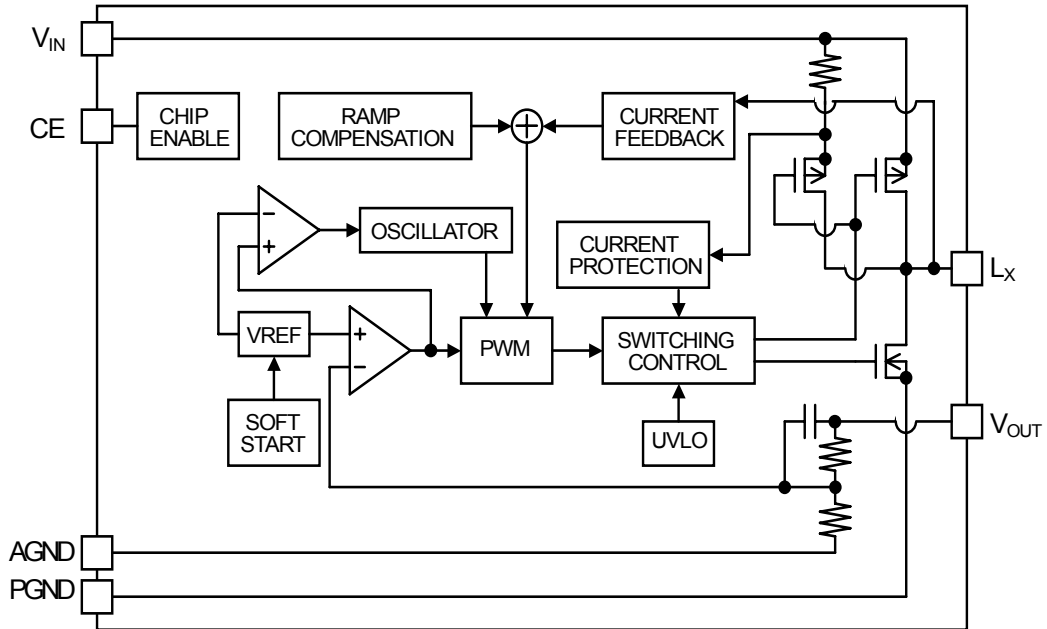 VIN
CE
CHIP
ENABLE
RAMP
COMPENSATION
+
CURRENT
FEEDBACK
−
+
OSCILLATOR
CURRENT
PROTECTION
LX
VREF
+
−
PWM
SWITCHING
CONTROL
SOFT
START
UVLO
VOUT
AGND
PGND